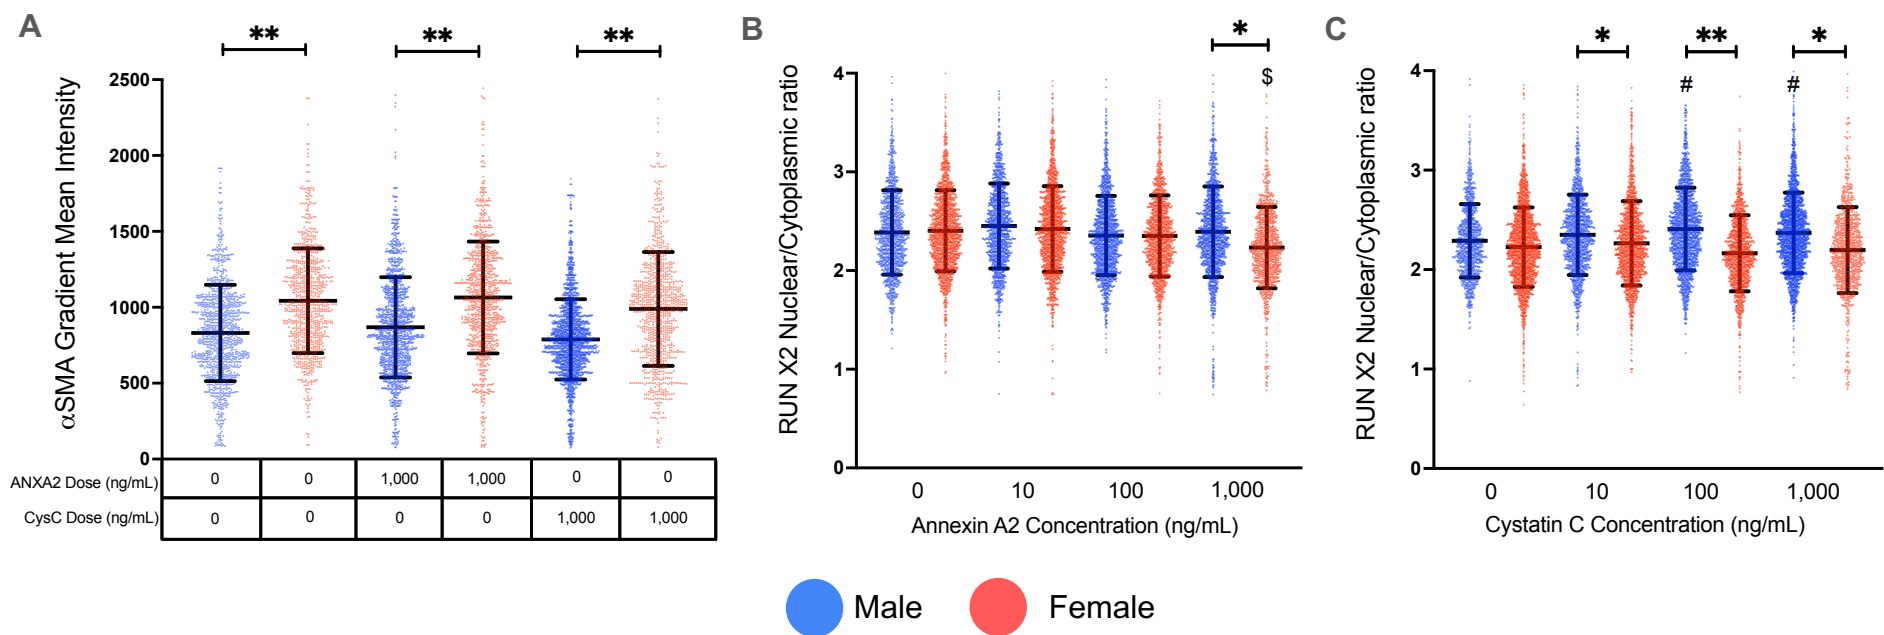 A
** ** **
αSMA Gradient Mean Intensity
2500
2000
1500
1000
500
0
ANXA2 Dose (ng/mL) 0 0 1,000 1,000 0 0
CysC Dose (ng/mL) 0 0 0 0 1,000 1,000
B
*
$
RUN X2 Nuclear/Cytoplasmic ratio
4
3
2
1
0
0 10 100 1,000
Annexin A2 Concentration (ng/mL)
C
* ** *
# #
RUN X2 Nuclear/Cytoplasmic ratio
4
3
2
1
0
0 10 100 1,000
Cystatin C Concentration (ng/mL)
Male Female